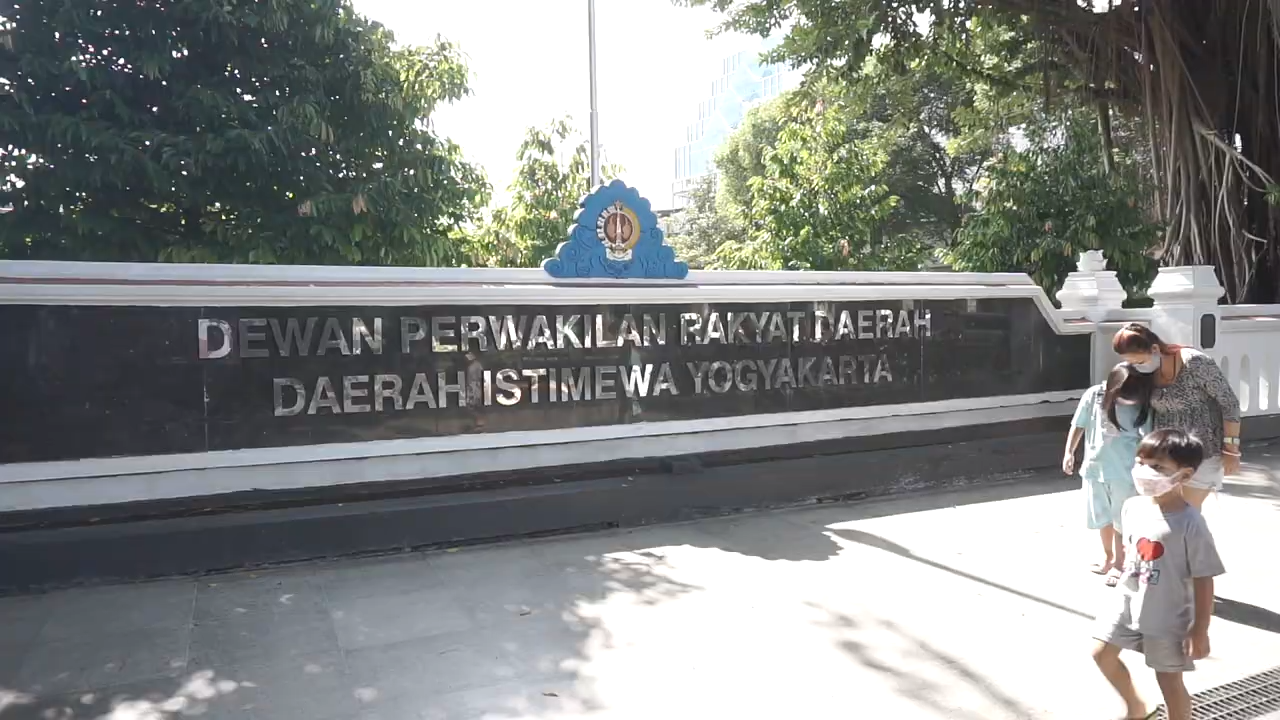 DEWAN PERWAKILAN RAKYAT DAERAH
DAERAH ISTIMEWA YOGYAKARTA